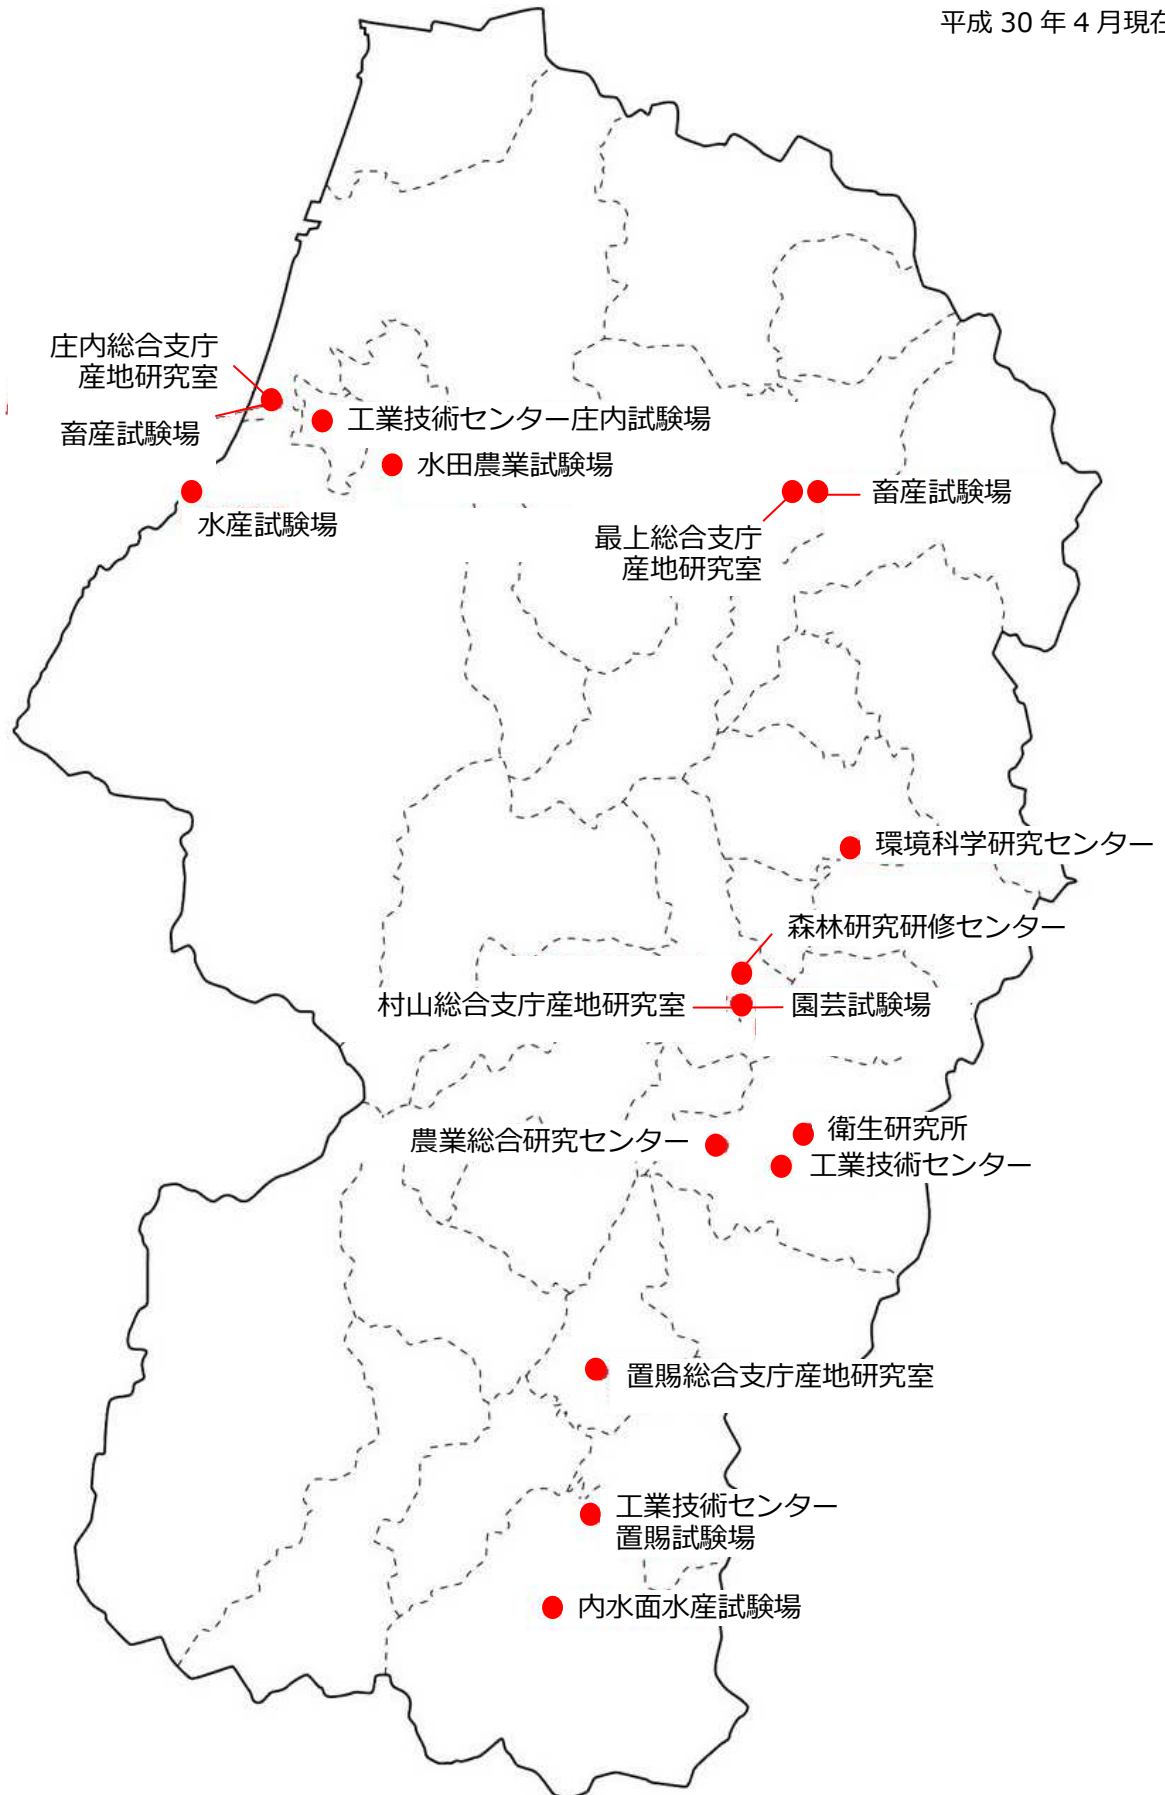 平成 30 年 4 月現在
庄内総合支庁
産地研究室
畜産試験場
工業技術センター庄内試験場
水田農業試験場
水産試験場
畜産試験場
最上総合支庁
産地研究室
環境科学研究センター
森林研究研修センター
村山総合支庁産地研究室
園芸試験場
農業総合研究センター
衛生研究所
工業技術センター
置賜総合支庁産地研究室
工業技術センター
置賜試験場
内水面水産試験場